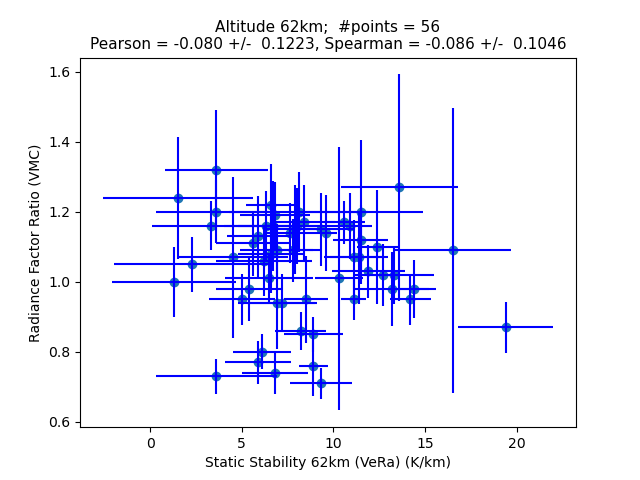 Altitude 62km;  #points = 56
Pearson = -0.080 +/-  0.1223, Spearman = -0.086 +/-  0.1046
1.6
1.4
1.2
1.0
0.8
0.6
Radiance Factor Ratio (VMC)
0
5
10
15
20
Static Stability 62km (VeRa) (K/km)